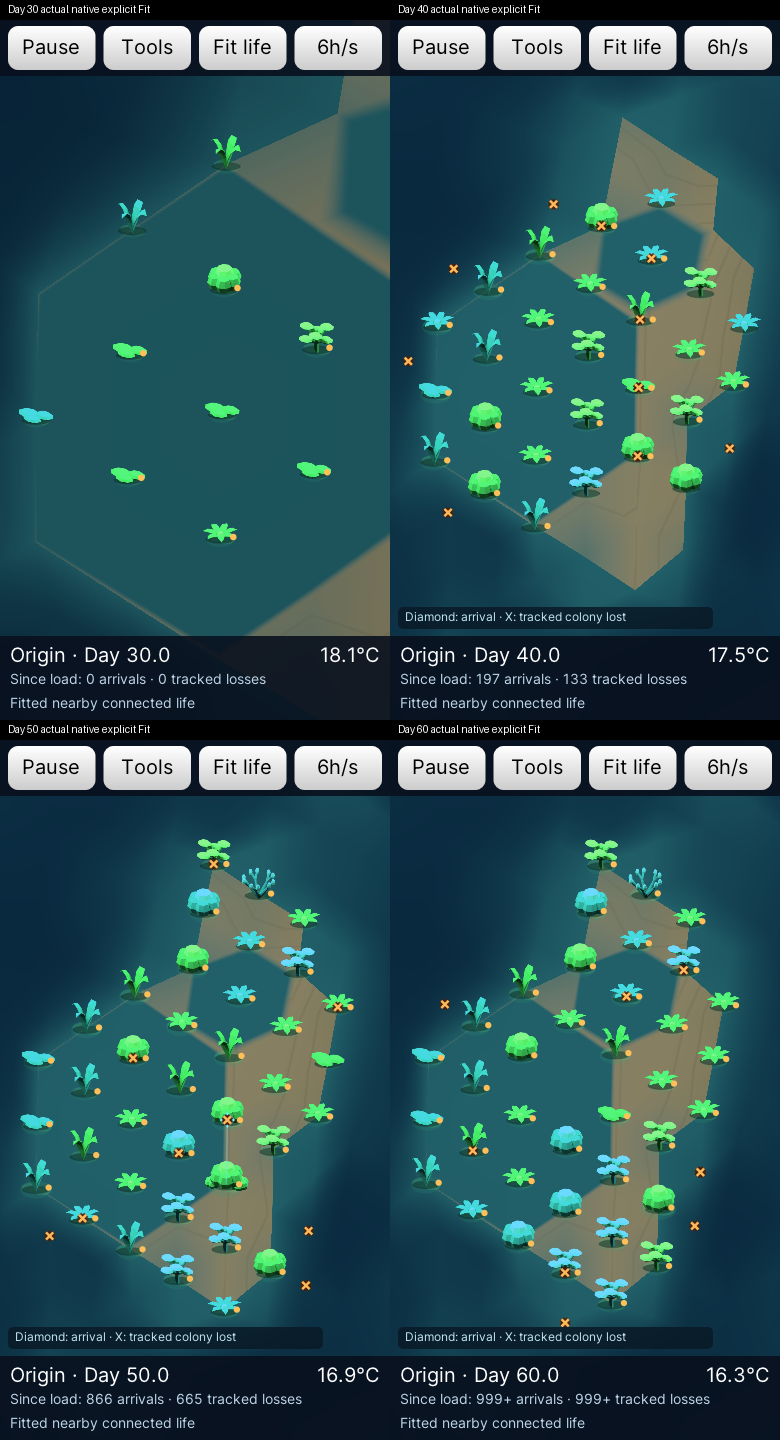 Day 30 actual native explicit Fit
Pause Tools Fit life 6h/s
Origin · Day 30.0 18.1°C
Since load: 0 arrivals · 0 tracked losses
Fitted nearby connected life
Day 40 actual native explicit Fit
Pause Tools Fit life 6h/s
Diamond: arrival · X: tracked colony lost
Origin · Day 40.0 17.5°C
Since load: 197 arrivals · 133 tracked losses
Fitted nearby connected life
Day 50 actual native explicit Fit
Pause Tools Fit life 6h/s
Diamond: arrival · X: tracked colony lost
Origin · Day 50.0 16.9°C
Since load: 866 arrivals · 665 tracked losses
Fitted nearby connected life
Day 60 actual native explicit Fit
Pause Tools Fit life 6h/s
Diamond: arrival · X: tracked colony lost
Origin · Day 60.0 16.3°C
Since load: 999+ arrivals · 999+ tracked losses
Fitted nearby connected life